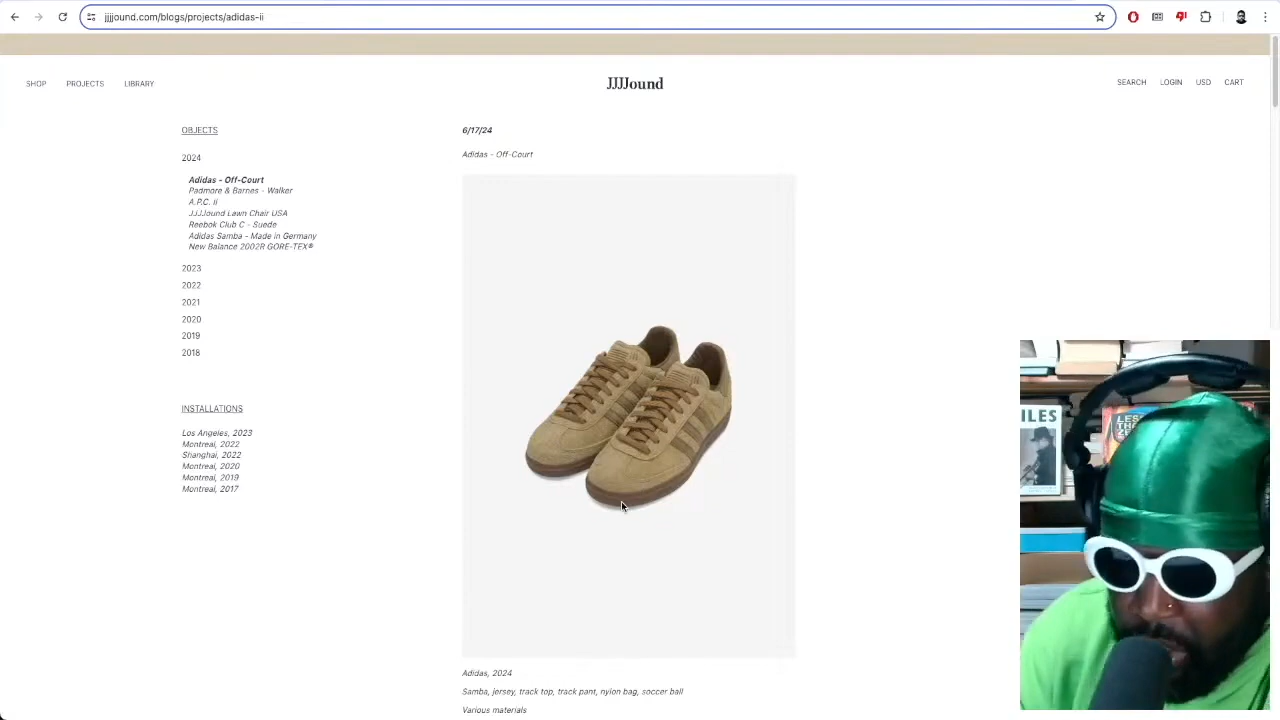 jjjjound.com/blogs/projects/adidas-ii
SHOP PROJECTS LIBRARY
JJJJound
SEARCH LOGIN USD CART
OBJECTS
2024
Adidas - Off-Court
Padmore & Barnes - Walker
A.P.C. ii
JJJJound Lawn Chair USA
Reebok Club C - Suede
Adidas Samba - Made in Germany
New Balance 2002R GORE-TEX®
2023
2022
2021
2020
2019
2018
INSTALLATIONS
Los Angeles, 2023
Montreal, 2022
Shanghai, 2022
Montreal, 2020
Montreal, 2019
Montreal, 2017
6/17/24
Adidas - Off-Court
Adidas, 2024
Samba, jersey, track top, track pant, nylon bag, soccer ball
Various materials
ILES